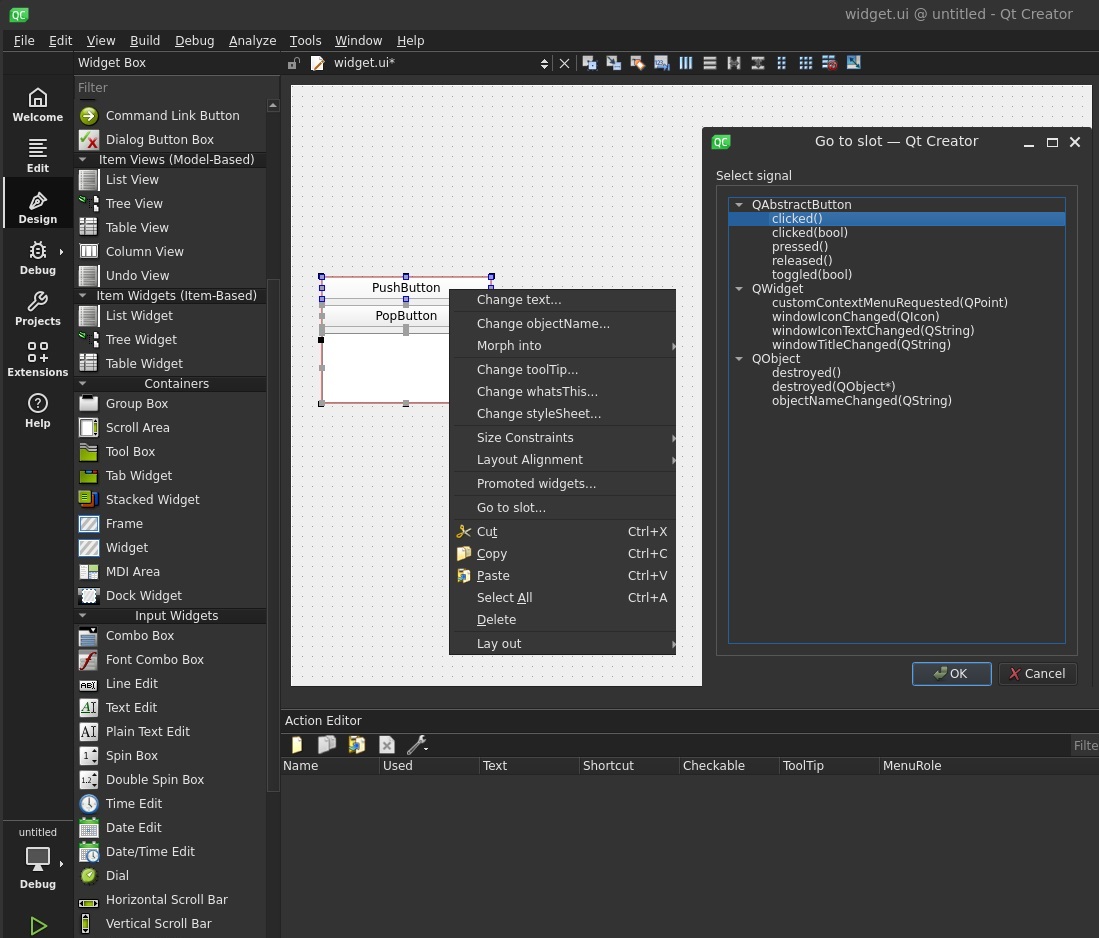 QC
widget.ui @ untitled - Qt Creator
File Edit View Build Debug Analyze Tools Window Help
Widget Box
widget.ui*
Filter
Welcome
Edit
Design
Debug
Projects
Extensions
Help
untitled
Debug
Command Link Button
Dialog Button Box
Item Views (Model-Based)
List View
Tree View
Table View
Column View
Undo View
Item Widgets (Item-Based)
List Widget
Tree Widget
Table Widget
Containers
Group Box
Scroll Area
Tool Box
Tab Widget
Stacked Widget
Frame
Widget
MDI Area
Dock Widget
Input Widgets
Combo Box
Font Combo Box
Line Edit
Text Edit
Plain Text Edit
Spin Box
Double Spin Box
Time Edit
Date Edit
Date/Time Edit
Dial
Horizontal Scroll Bar
Vertical Scroll Bar
PushButton
PopButton
Change text...
Change objectName...
Morph into
Change toolTip...
Change whatsThis...
Change styleSheet...
Size Constraints
Layout Alignment
Promoted widgets...
Go to slot...
Cut Ctrl+X
Copy Ctrl+C
Paste Ctrl+V
Select All Ctrl+A
Delete
Lay out
QC
Go to slot — Qt Creator
Select signal
QAbstractButton
clicked()
clicked(bool)
pressed()
released()
toggled(bool)
QWidget
customContextMenuRequested(QPoint)
windowIconChanged(QIcon)
windowIconTextChanged(QString)
windowTitleChanged(QString)
QObject
destroyed()
destroyed(QObject*)
objectNameChanged(QString)
OK
Cancel
Action Editor
Filte
Name Used Text Shortcut Checkable ToolTip MenuRole